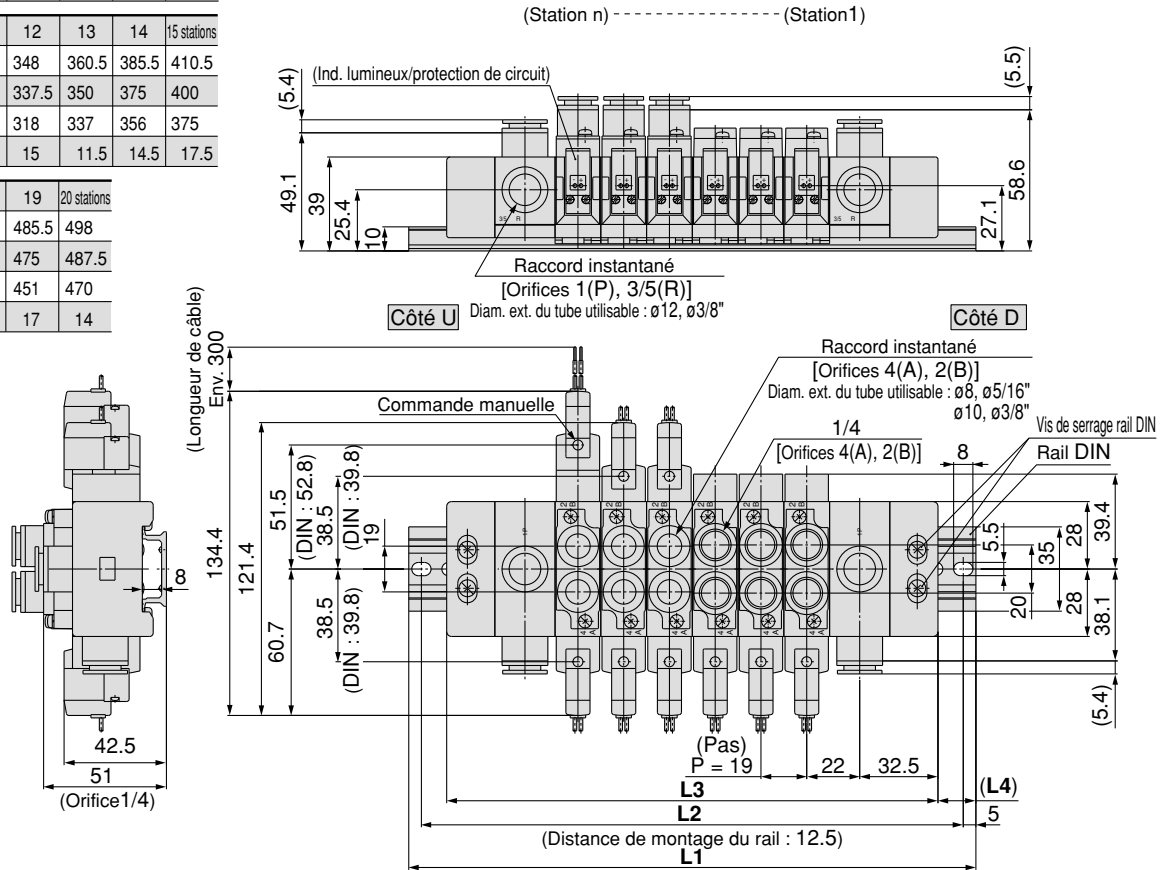 12 13 14 15 stations
348 360.5 385.5 410.5
337.5 350 375 400
318 337 356 375
15 11.5 14.5 17.5
19 20 stations
485.5 498
475 487.5
451 470
17 14
(Station n) (Station1)
(Ind. lumineux/protection de circuit)
(5.4)
(5.5)
49.1
39
25.4
10
27.1
58.6
3/5 R
3/5 R
Raccord instantané
[Orifices 1(P), 3/5(R)]
Diam. ext. du tube utilisable : ø12, ø3/8"
Côté U
Côté D
(Longueur de câble)
Env. 300
Commande manuelle
Raccord instantané
[Orifices 4(A), 2(B)]
Diam. ext. du tube utilisable : ø8, ø5/16"
ø10, ø3/8"
1/4
[Orifices 4(A), 2(B)]
Vis de serrage rail DIN
Rail DIN
8
134.4
121.4
51.5
(DIN : 52.8)
38.5
(DIN : 39.8)
19
60.7
38.5
(DIN : 39.8)
5.5
35
28
39.4
20
28
38.1
(5.4)
8
42.5
51
(Orifice1/4)
(Pas)
P = 19
22
32.5
L3
(L4)
L2
5
(Distance de montage du rail : 12.5)
L1